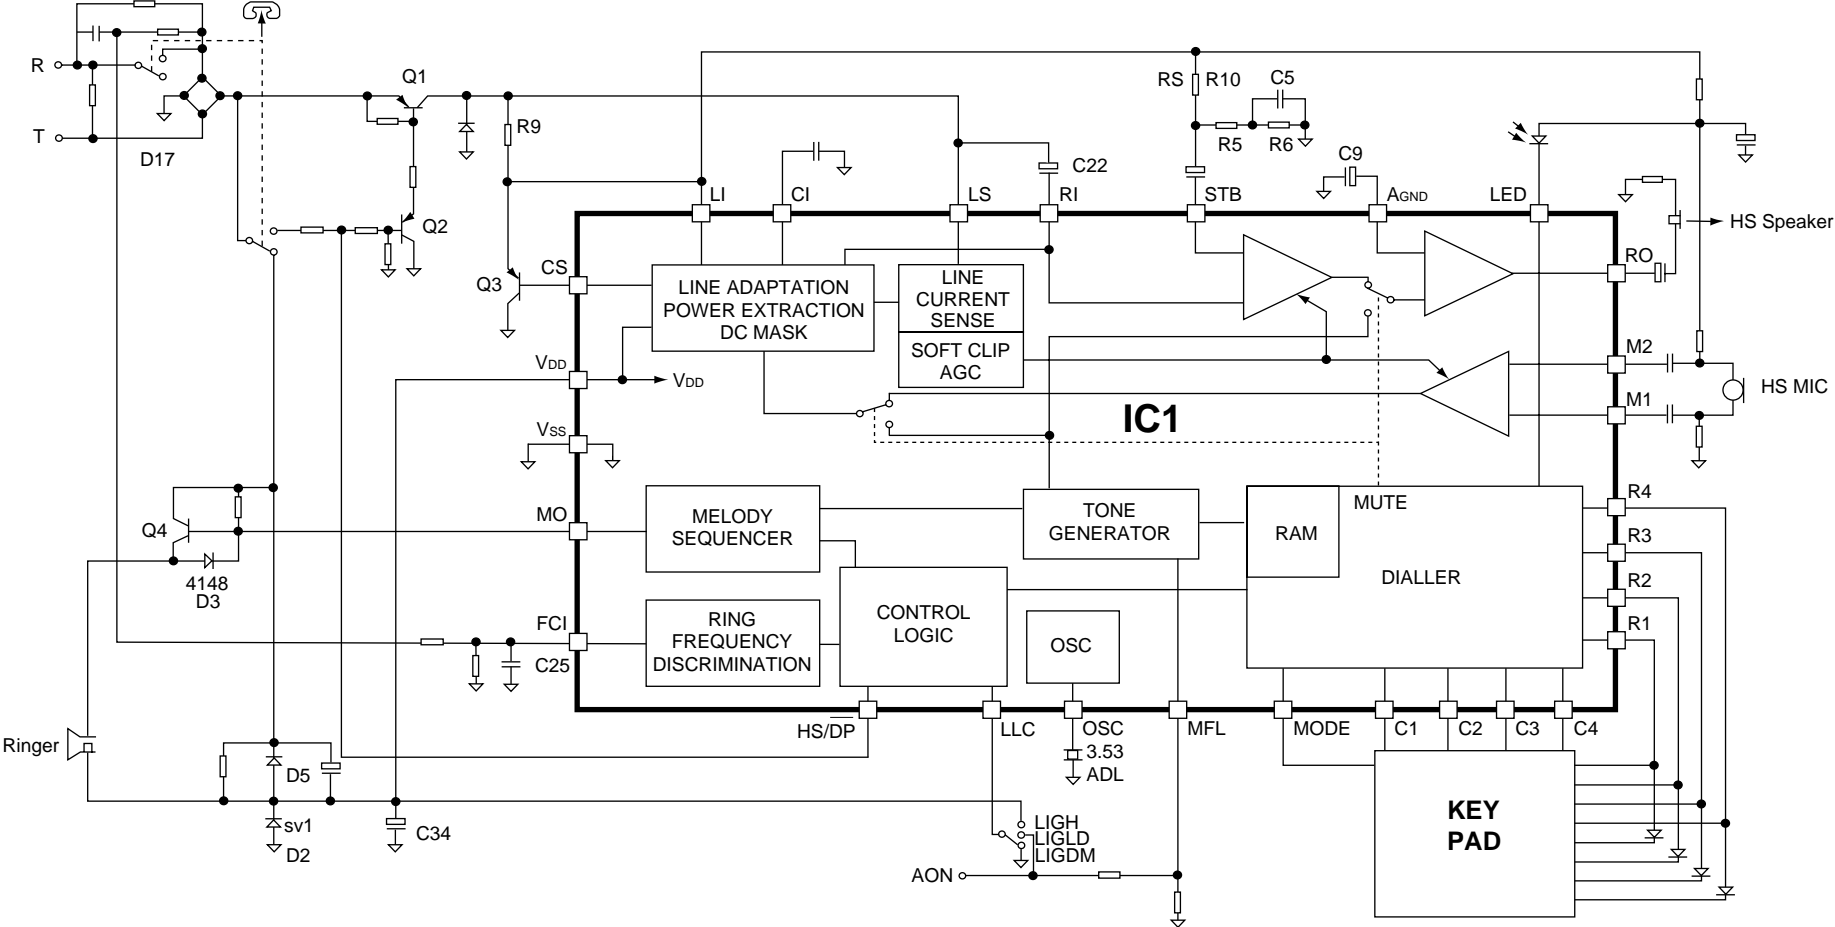 Q1
R
RS R10 C5
R9
T
R5 R6
D17
C9
C22
LI CI LS RI STB AGND LED
Q2
HS Speaker
RO
CS
Q3
LINE ADAPTATION
POWER EXTRACTION
DC MASK
LINE
CURRENT
SENSE
SOFT CLIP
AGC
M2
VDD
VDD
HS MIC
M1
IC1
VSS
R4
MO
MELODY
SEQUENCER
TONE
GENERATOR
RAM
MUTE
DIALLER
Q4
R3
4148
D3
R2
CONTROL
LOGIC
FCI
RING
FREQUENCY
DISCRIMINATION
OSC
R1
C25
HS/DP LLC OSC MFL MODE C1 C2 C3 C4
3.53
ADL
Ringer
D5
sv1
D2
C34
LIGH
LIGLD
LIGDM
KEY
PAD
AON